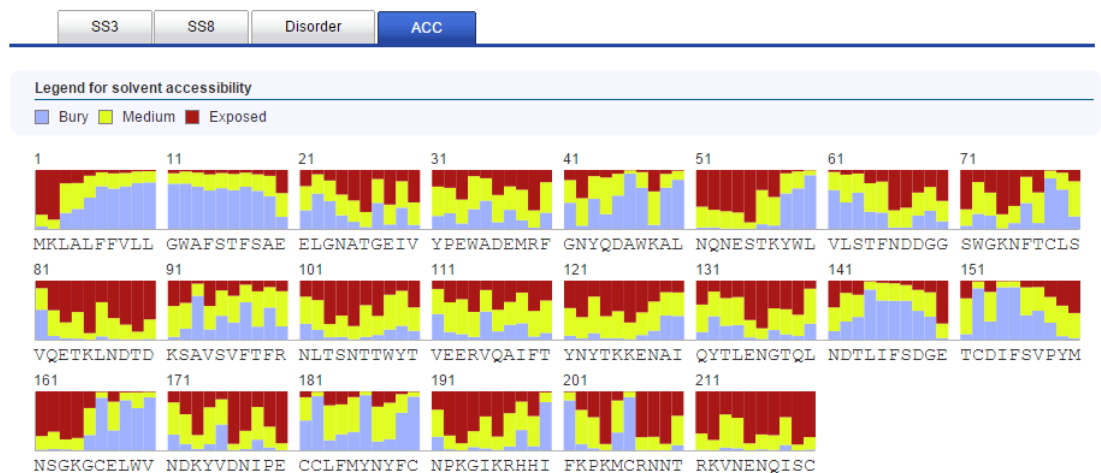 SS3 SS8 Disorder ACC
Legend for solvent accessibility
Bury Medium Exposed
1 11 21 31 41 51 61 71
MKLALFFVLL GWAFSTFSAE ELGNATGEIV YPEWADEMRF GNYQDAWKAL NQNESTKYWL VLSTFNDDGG SWGKNFTCLS
81 91 101 111 121 131 141 151
VQETKLNDTD KSAVSVFTFR NLTSNTTWYT VEERVQAIFT YNYTKKENAI QYTLENGTQL NDTLIFSDGE TCDIFSVPYM
161 171 181 191 201 211
NSGKGCELWV NDKYVDNIPE CCLFMYNYFC NPKGIKRHHI FKPKMCRNNT RKVNENQISC